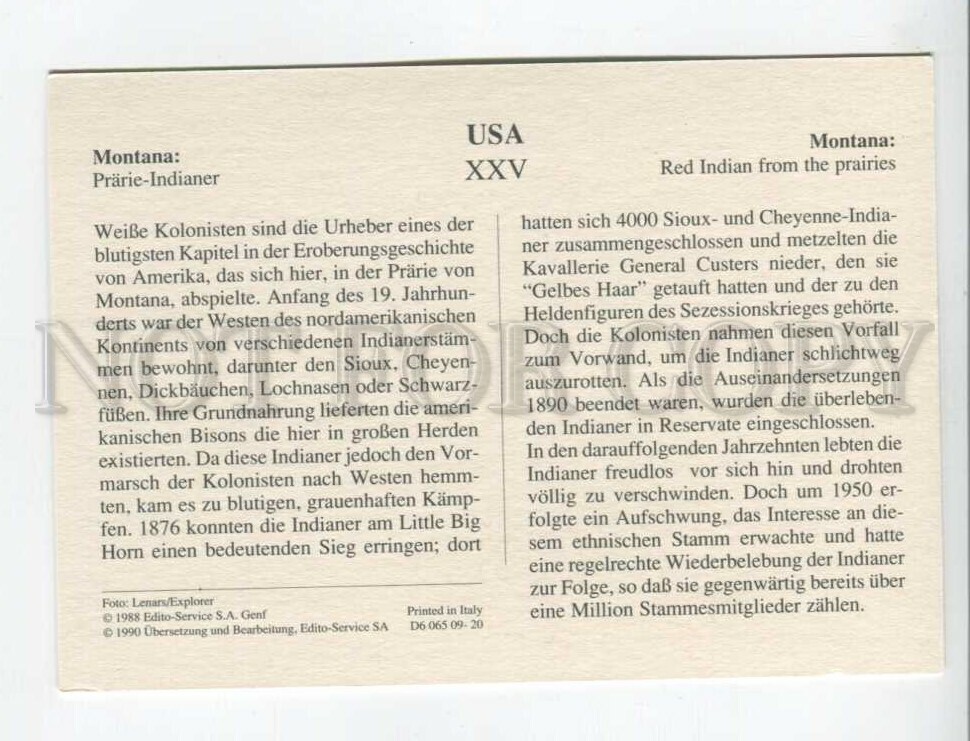 USA
XXV
Montana:
Prärie-Indianer
Montana:
Red Indian from the prairies
Weiße Kolonisten sind die Urheber eines der
blutigsten Kapitel in der Eroberungsgeschichte
von Amerika, das sich hier, in der Prärie von
Montana, abspielte. Anfang des 19. Jahrhun-
derts war der Westen des nordamerikanischen
Kontinents von verschiedenen Indianerstäm-
men bewohnt, darunter den Sioux, Cheyen-
nen, Dickbäuchen, Lochnasen oder Schwarz-
füßen. Ihre Grundnahrung lieferten die ameri-
kanischen Bisons die hier in großen Herden
existierten. Da diese Indianer jedoch den Vor-
marsch der Kolonisten nach Westen hemm-
ten, kam es zu blutigen, grauenhaften Kämp-
fen. 1876 konnten die Indianer am Little Big
Horn einen bedeutenden Sieg erringen; dort
hatten sich 4000 Sioux- und Cheyenne-India-
ner zusammengeschlossen und metzelten die
Kavallerie General Custers nieder, den sie
“Gelbes Haar” getauft hatten und der zu den
Heldenfiguren des Sezessionskrieges gehörte.
Doch die Kolonisten nahmen diesen Vorfall
zum Vorwand, um die Indianer schlichtweg
auszurotten. Als die Auseinandersetzungen
1890 beendet waren, wurden die überleben-
den Indianer in Reservate eingeschlossen.
In den darauffolgenden Jahrzehnten lebten die
Indianer freudlos vor sich hin und drohten
völlig zu verschwinden. Doch um 1950 er-
folgte ein Aufschwung, das Interesse an die-
sem ethnischen Stamm erwachte und hatte
eine regelrechte Wiederbelebung der Indianer
zur Folge, so daß sie gegenwärtig bereits über
eine Million Stammesmitglieder zählen.
Foto: Lenars/Explorer
© 1988 Edito-Service S.A. Genf
© 1990 Übersetzung und Bearbeitung, Edito-Service SA
Printed in Italy
D6 065 09- 20
NOT FOR COPY